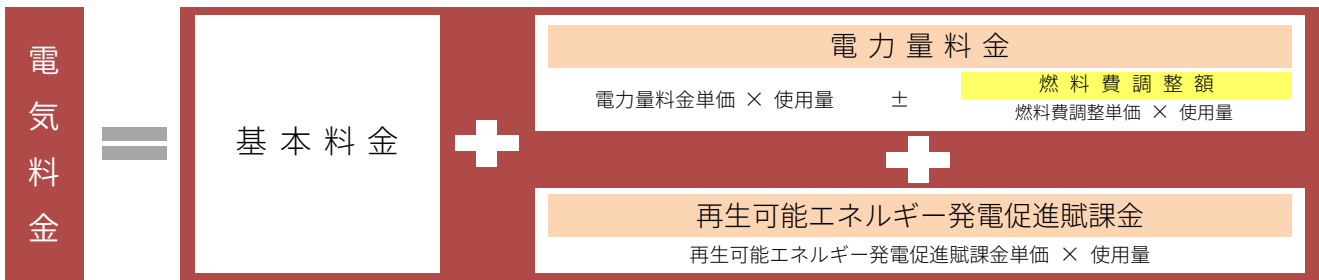 電気料金
基本料金
電力量料金
電力量料金単価 × 使用量 ±
燃料費調整額
燃料費調整単価 × 使用量
再生可能エネルギー発電促進賦課金
再生可能エネルギー発電促進賦課金単価 × 使用量